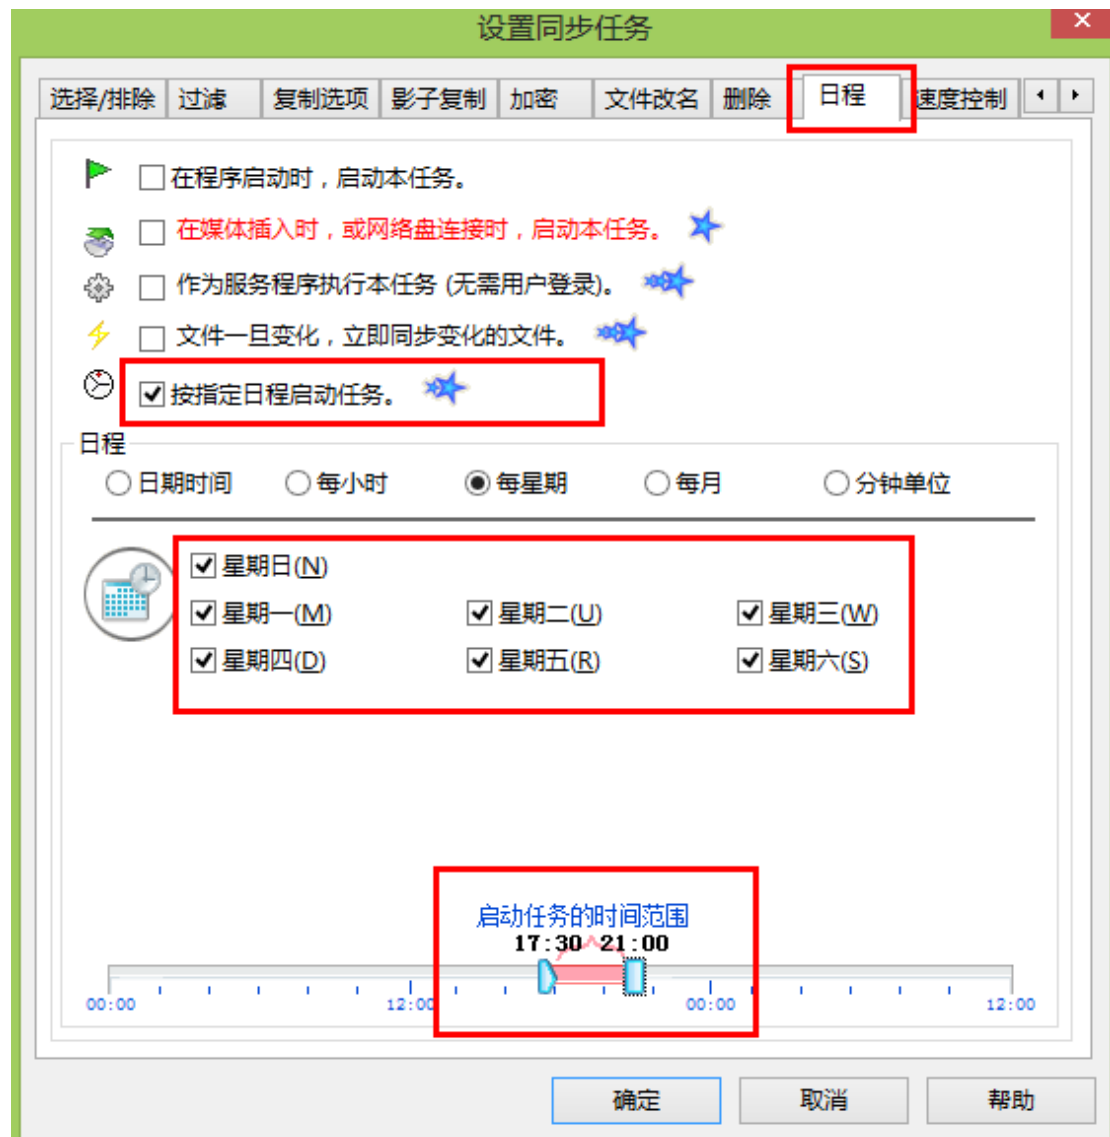 设置同步任务
选择/排除 过滤 复制选项 影子复制 加密 文件改名 删除 日程 速度控制
在程序启动时，启动本任务。
在媒体插入时，或网络盘连接时，启动本任务。
作为服务程序执行本任务 (无需用户登录)。
文件一旦变化，立即同步变化的文件。
按指定日程启动任务。
日程
日期时间 每小时 每星期 每月 分钟单位
星期日(N)
星期一(M) 星期二(U) 星期三(W)
星期四(D) 星期五(R) 星期六(S)
启动任务的时间范围
17:30 21:00
00:00 12:00 00:00 12:00
确定 取消 帮助